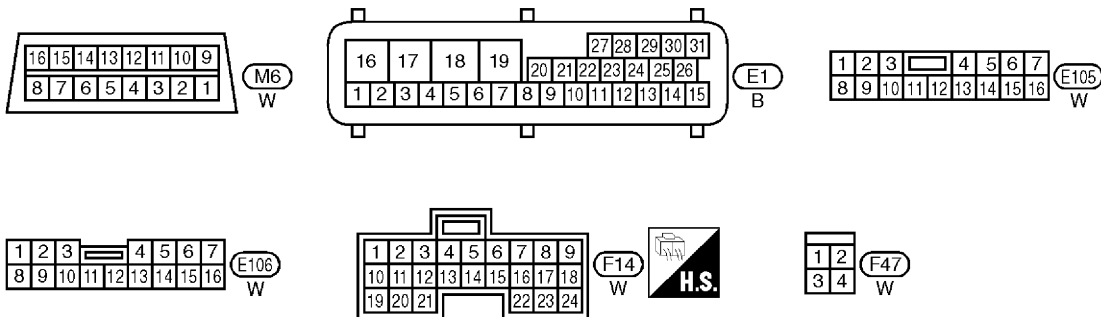 16 15 14 13 12 11 10 9
8 7 6 5 4 3 2 1
M6
W
27 28 29 30 31
16 17 18 19
20 21 22 23 24 25 26
1 2 3 4 5 6 7 8 9 10 11 12 13 14 15
E1
B
1 2 3 4 5 6 7
8 9 10 11 12 13 14 15 16
E105
W
1 2 3 4 5 6 7
8 9 10 11 12 13 14 15 16
E106
W
1 2 3 4 5 6 7 8 9
10 11 12 13 14 15 16 17 18
19 20 21 22 23 24
F14
W
H.S.
1 2
3 4
F47
W